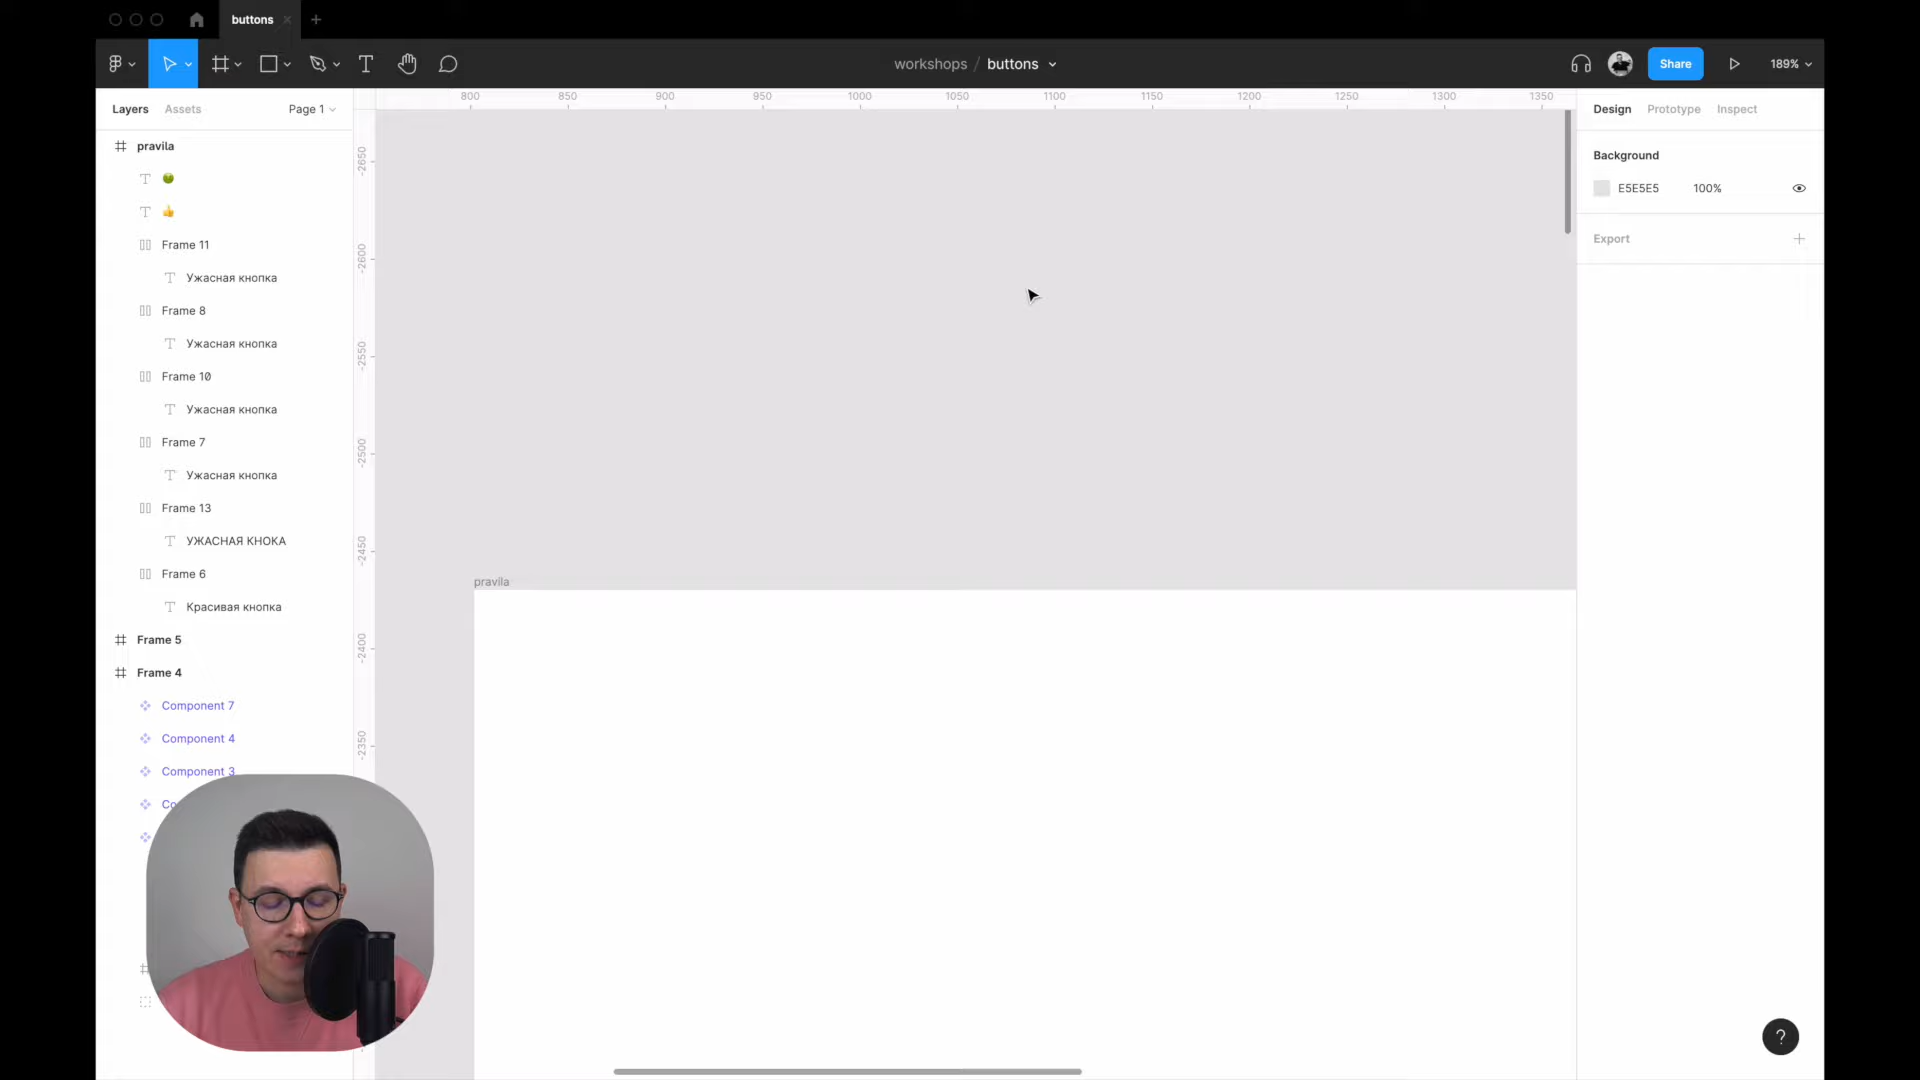 buttons
workshops / buttons
Share
189%
Layers
Assets
Page 1
800
850
900
950
1000
1050
1100
1150
1200
1250
1300
1350
Design
Prototype
Inspect
pravila
Background
E5E5E5
100%
Export
Frame 11
Ужасная кнопка
Frame 8
Ужасная кнопка
Frame 10
Ужасная кнопка
Frame 7
Ужасная кнопка
Frame 13
УЖАСНАЯ КНОКА
Frame 6
Красивая кнопка
Frame 5
Frame 4
Component 7
Component 4
Component 3
Co
-2650
-2600
-2550
-2500
-2450
-2400
-2350
pravila
?